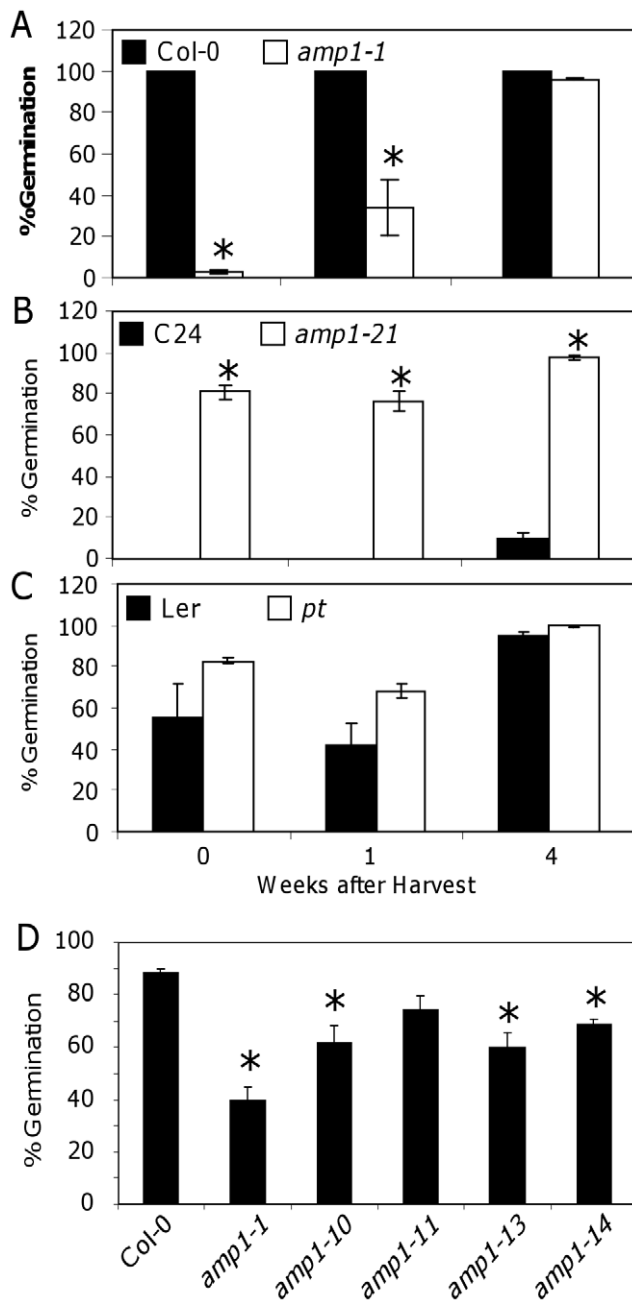 A
120
100
80
60
40
20
0
%Germination
Col-0 amp1-1
*
*
B
120
100
80
60
40
20
0
% Germination
C24 amp1-21
*
*
*
C
120
100
80
60
40
20
0
% Germination
Ler pt
0 1 4
Weeks after Harvest
D
100
80
60
40
20
0
% Germination
*
*
*
*
Col-0 amp1-1 amp1-10 amp1-11 amp1-13 amp1-14